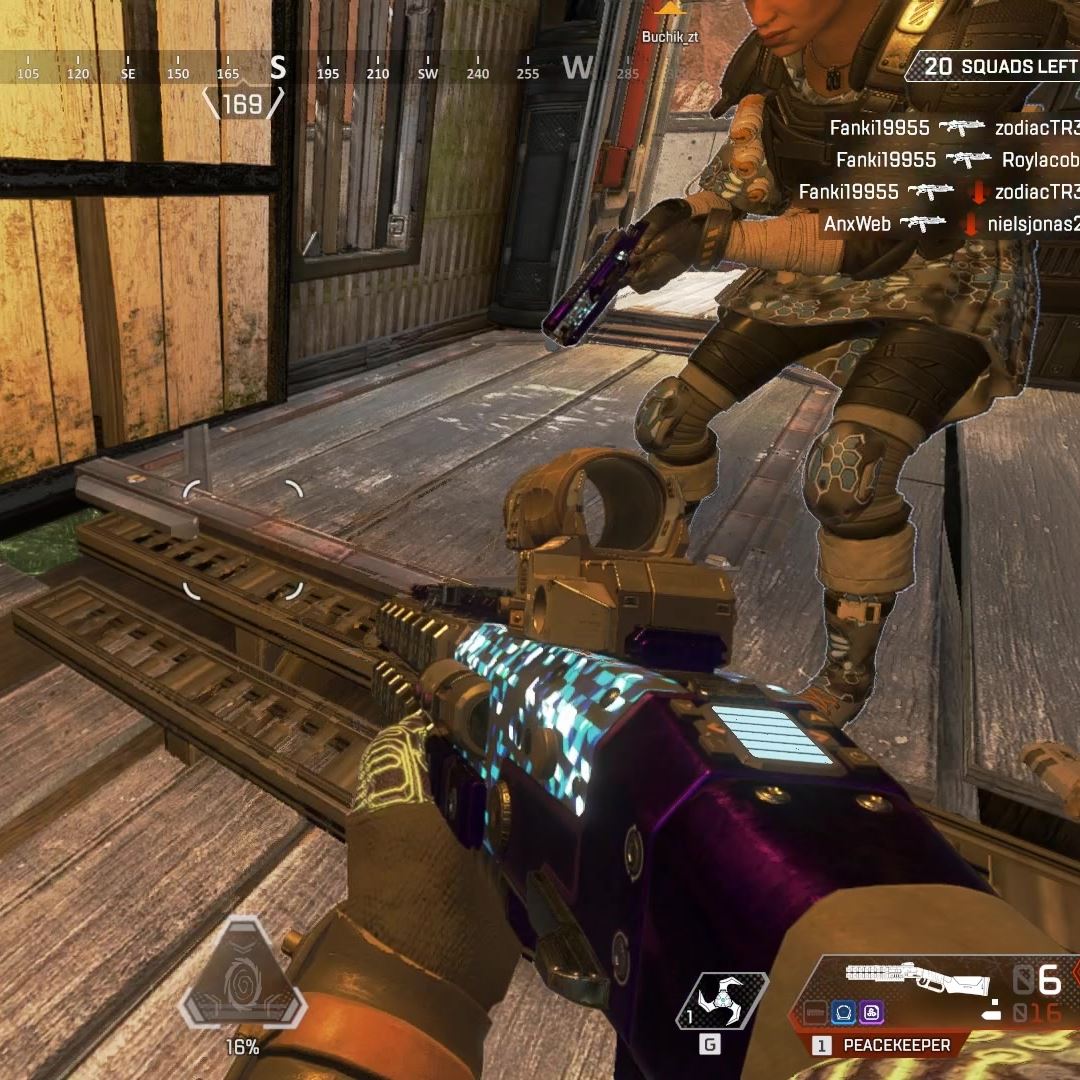 Buchik_zt
105 120 SE 150 165 S 195 210 SW 240 255 W 285
169
20 SQUADS LEFT
Fanki19955 zodiacTR3
Fanki19955 Roylacob
Fanki19955 zodiacTR3
AnxWeb nielsjonas2
16%
1
G
06
016
1 PEACEKEEPER